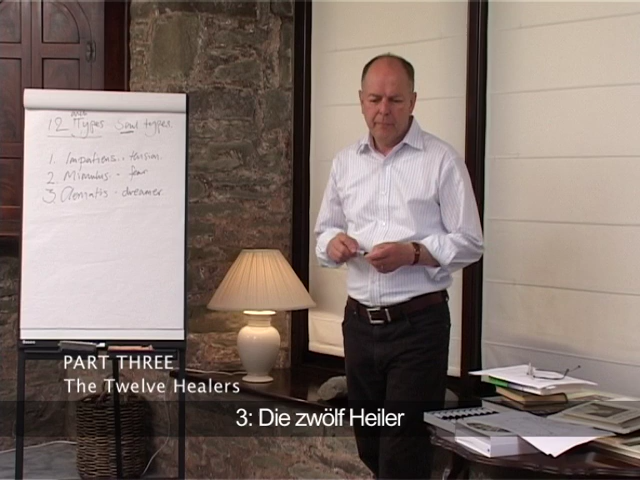 12 Types Soul types.
1. Impatiens . tension.
2. Mimulus - fear
3 Clematis - dreamer.
PART THREE
The Twelve Healers
3: Die zwölf Heiler